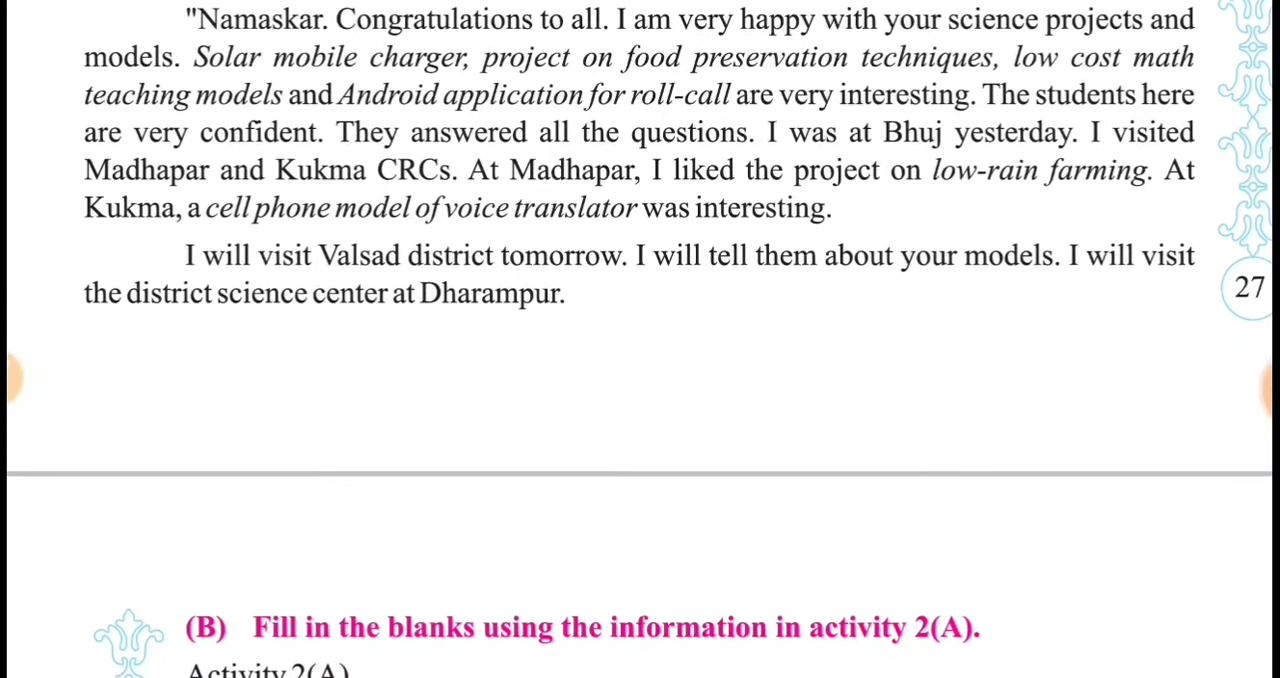 "Namaskar. Congratulations to all. I am very happy with your science projects and
models. Solar mobile charger, project on food preservation techniques, low cost math
teaching models and Android application for roll-call are very interesting. The students here
are very confident. They answered all the questions. I was at Bhuj yesterday. I visited
Madhapar and Kukma CRCs. At Madhapar, I liked the project on low-rain farming. At
Kukma, a cell phone model of voice translator was interesting.
I will visit Valsad district tomorrow. I will tell them about your models. I will visit
the district science center at Dharampur.
27
(B) Fill in the blanks using the information in activity 2(A).
Activity 2(A)